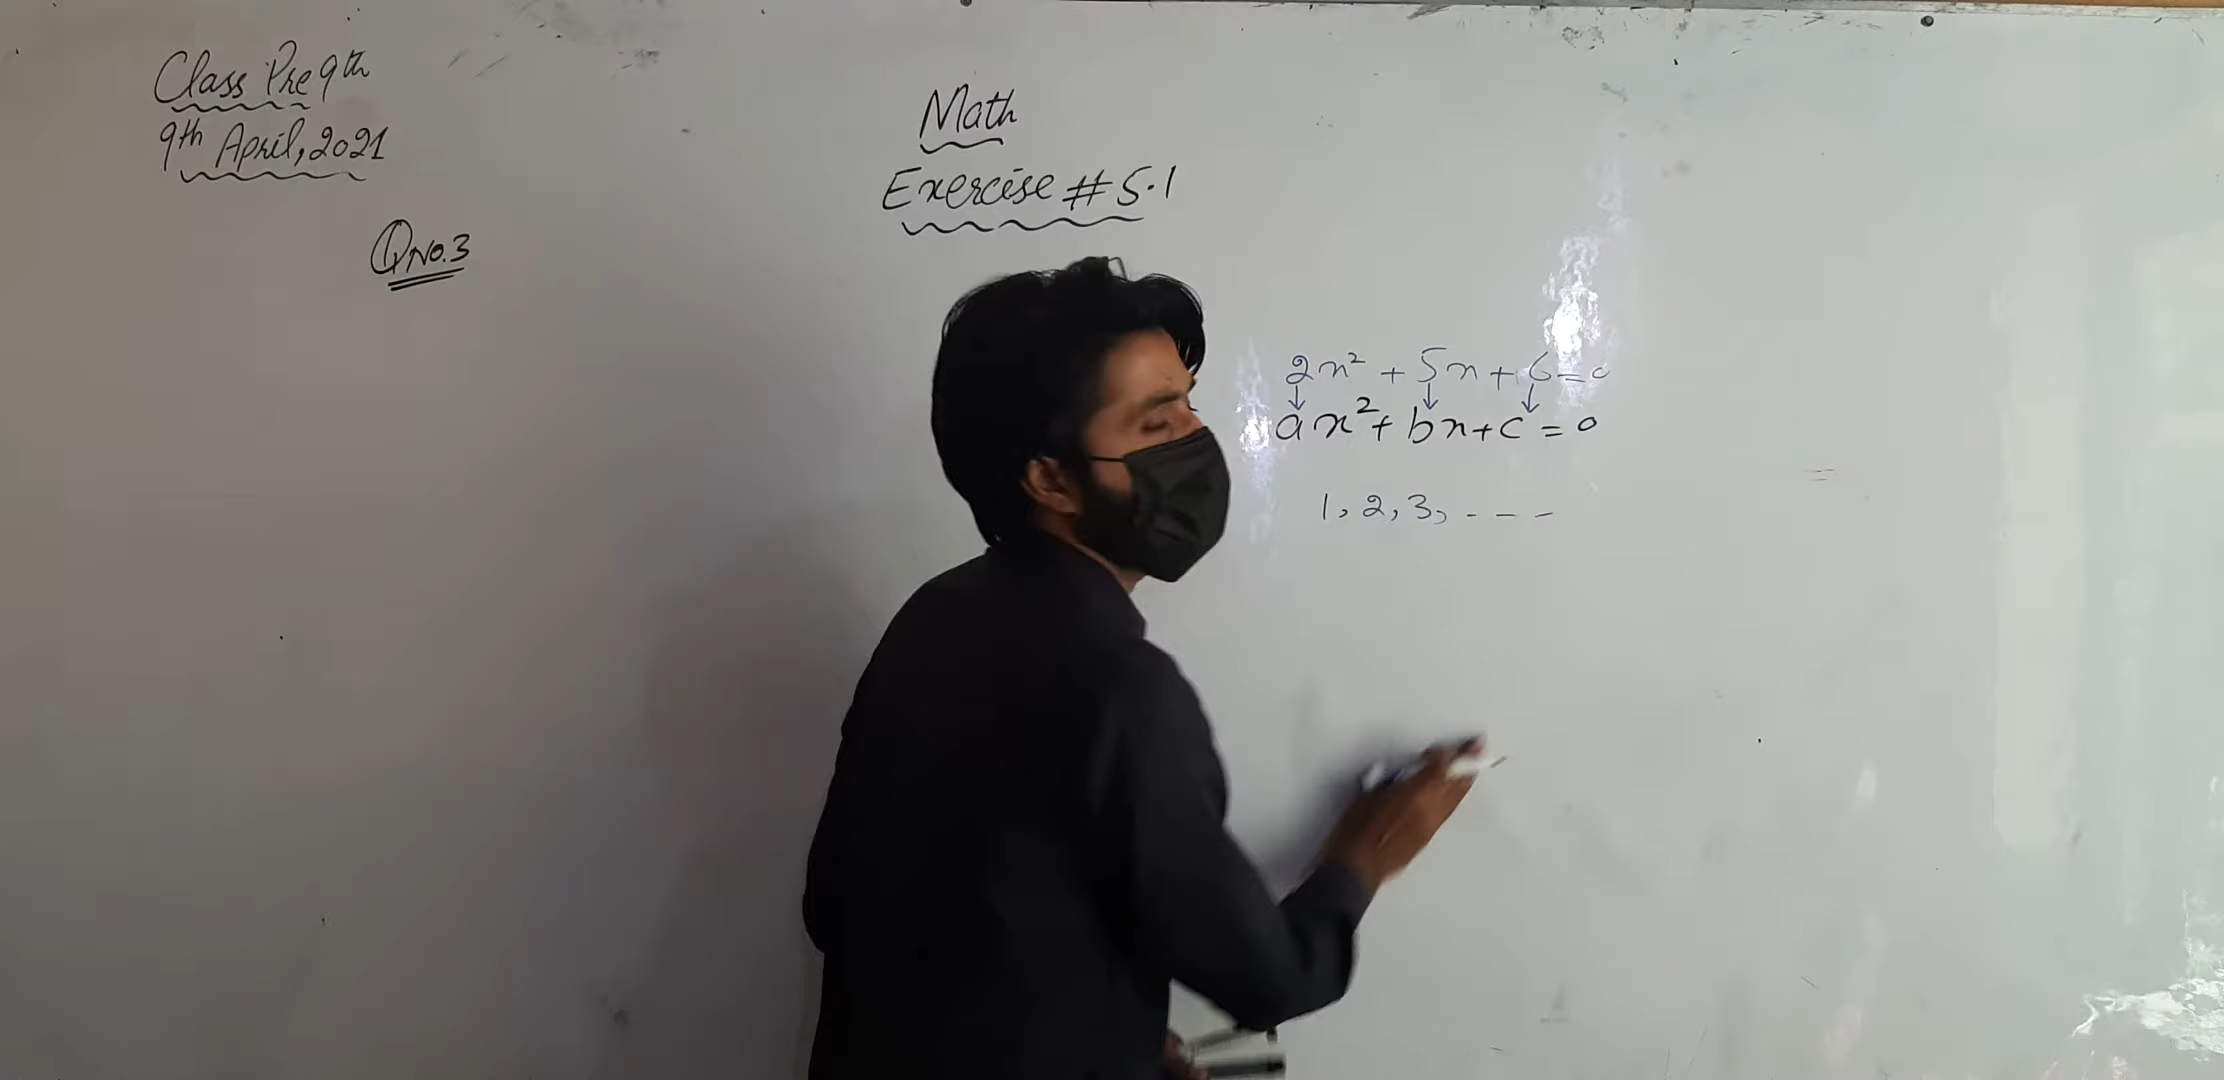 Class Pre 9th
9th April, 2021
Math
Exercise # 5.1
QNO.3
2x² + 5x + 6 = 0
ax² + bx + c = 0
1, 2, 3, - - -